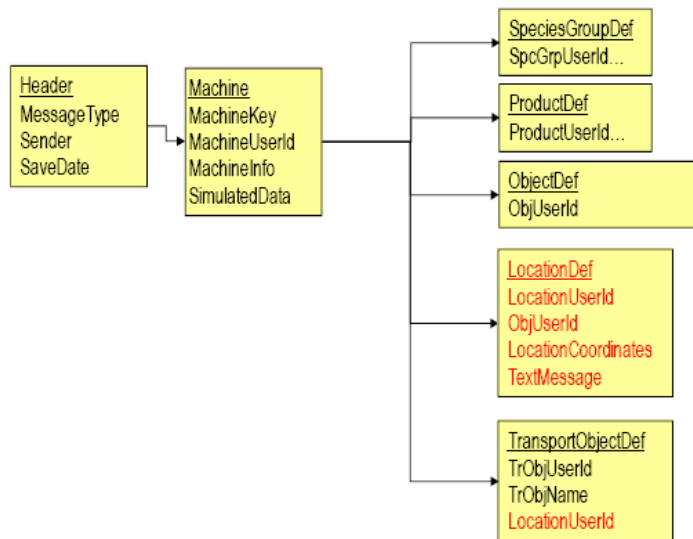 Header
MessageType
Sender
SaveDate
Machine
MachineKey
MachineUserId
MachineInfo
SimulatedData
SpeciesGroupDef
SpcGrpUserId...
ProductDef
ProductUserId...
ObjectDef
ObjUserId
LocationDef
LocationUserId
ObjUserId
LocationCoordinates
TextMessage
TransportObjectDef
TrObjUserId
TrObjName
LocationUserId